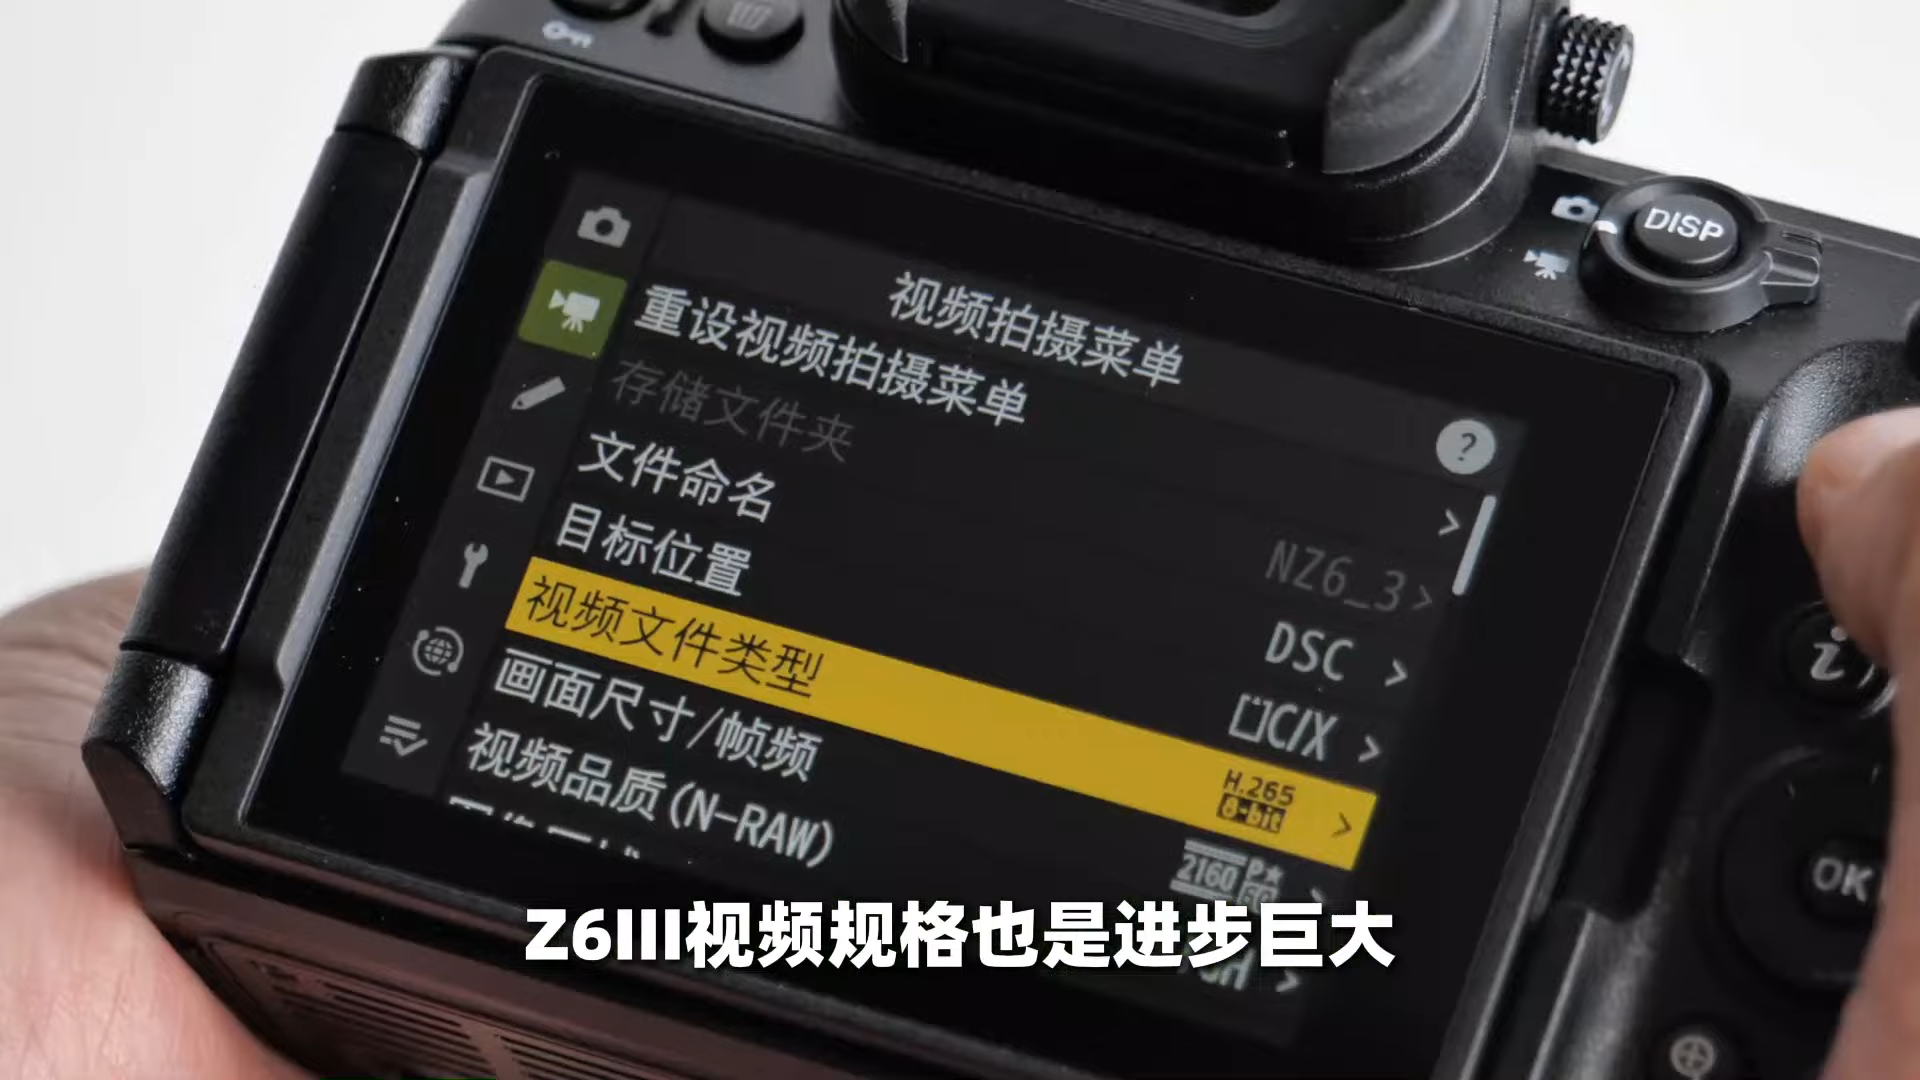 DISP
视频拍摄菜单
?
重设视频拍摄菜单
存储文件夹
NZ6_3
文件命名
DSC
目标位置
C/X
视频文件类型
H.265
8-bit
画面尺寸/帧频
2160
视频品质(N-RAW)
i
OK
Z6III视频规格也是进步巨大